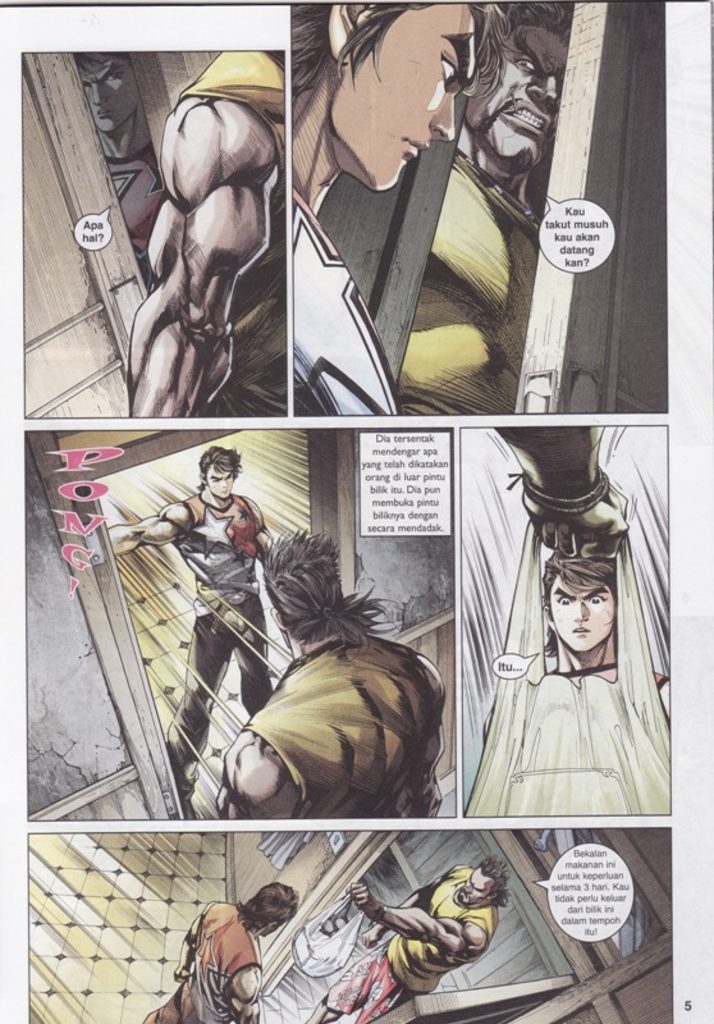 Apa
hal?
Kau
takut musuh
kau akan
datang
kan?
PONG!
Dia tersentak
mendengar apa
yang telah dikatakan
orang di luar pintu
bilik itu. Dia pun
membuka pintu
biliknya dengan
secara mendadak.
Itu...
Bekalan
makanan ini
untuk keperluan
selama 3 hari. Kau
tidak perlu keluar
dari bilik ini
dalam tempoh
itu!
5